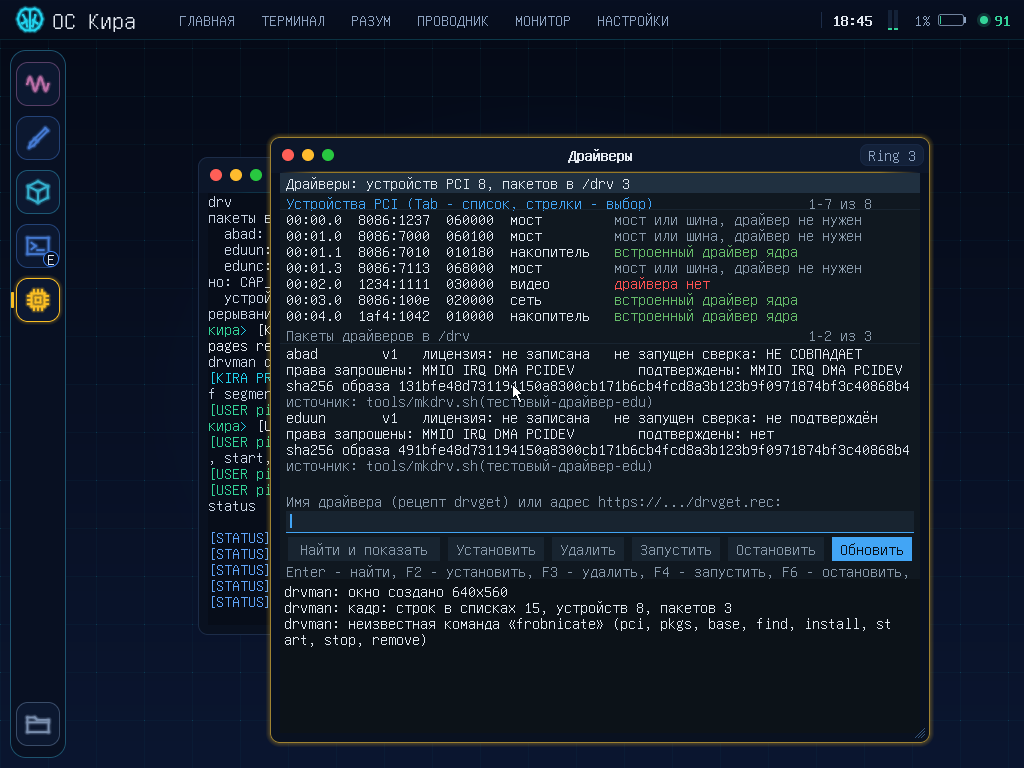 ОС Кира
ГЛАВНАЯ ТЕРМИНАЛ РАЗУМ ПРОВОДНИК МОНИТОР НАСТРОЙКИ
18:45 1% 91
E
drv
пакеты в
abad:
eduun:
edunc:
но: CAP_
устрой
рерывани
кира> [К
pages re
drvman
[KIRA PR
f segmen
[USER pi
кира> [U
[USER pi
, start,
[USER pi
[USER pi
status
[STATUS]
[STATUS]
[STATUS]
[STATUS]
[STATUS]
Драйверы
Ring 3
Драйверы: устройств PCI 8, пакетов в /drv 3
Устройства PCI (Tab - список, стрелки - выбор) 1-7 из 8
00:00.0 8086:1237 060000 мост мост или шина, драйвер не нужен
00:01.0 8086:7000 060100 мост мост или шина, драйвер не нужен
00:01.1 8086:7010 010180 накопитель встроенный драйвер ядра
00:01.3 8086:7113 068000 мост мост или шина, драйвер не нужен
00:02.0 1234:1111 030000 видео драйвера нет
00:03.0 8086:100e 020000 сеть встроенный драйвер ядра
00:04.0 1af4:1042 010000 накопитель встроенный драйвер ядра
Пакеты драйверов в /drv 1-2 из 3
abad v1 лицензия: не записана не запущен сверка: НЕ СОВПАДАЕТ
права запрошены: MMIO IRQ DMA PCIDEV подтверждены: MMIO IRQ DMA PCIDEV
sha256 образа 131bfe48d731194150a8300cb171b6cb4fcd8a3b123b9f0971874bf3c40868b4
источник: tools/mkdrv.sh(тестовый-драйвер-edu)
eduun v1 лицензия: не записана не запущен сверка: не подтверждён
права запрошены: MMIO IRQ DMA PCIDEV подтверждены: нет
sha256 образа 491bfe48d731194150a8300cb171b6cb4fcd8a3b123b9f0971874bf3c40868b4
источник: tools/mkdrv.sh(тестовый-драйвер-edu)
Имя драйвера (рецепт drvget) или адрес https://.../drvget.rec:
Найти и показать Установить Удалить Запустить Остановить Обновить
Enter - найти, F2 - установить, F3 - удалить, F4 - запустить, F6 - остановить,
drvman: окно создано 640x560
drvman: кадр: строк в списках 15, устройств 8, пакетов 3
drvman: неизвестная команда «frobnicate» (pci, pkgs, base, find, install, st
art, stop, remove)